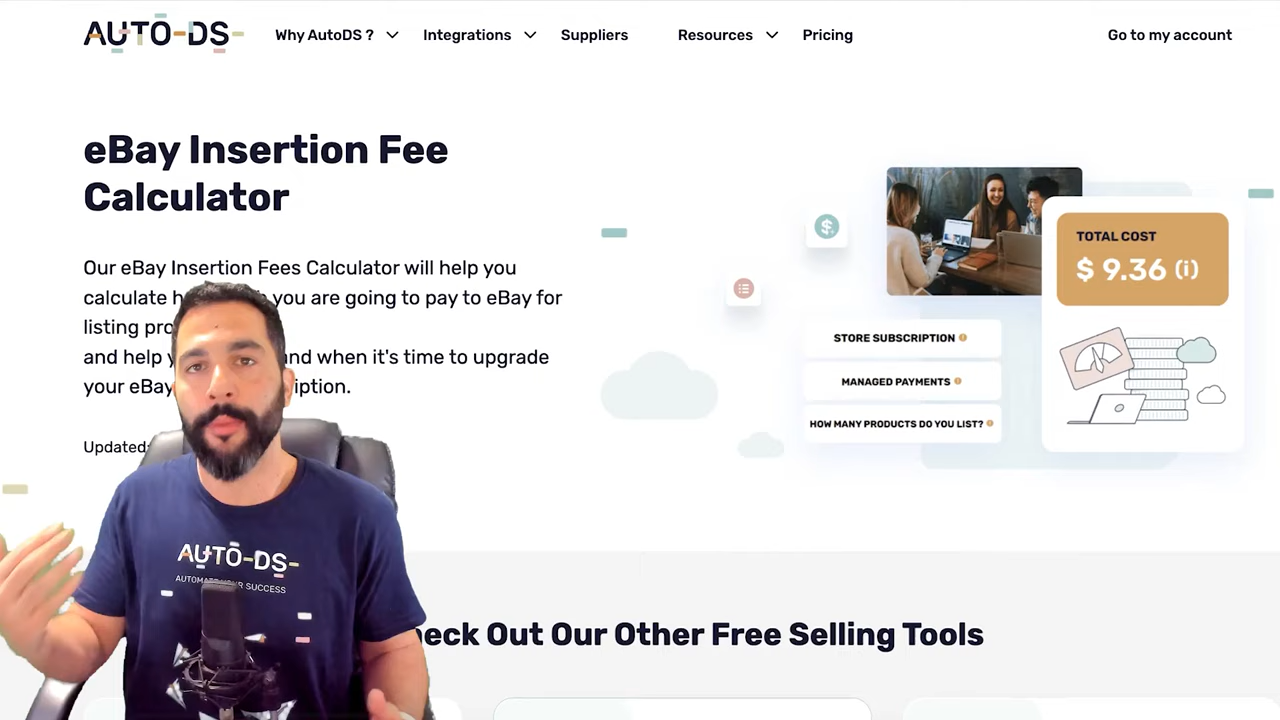 AUTO-DS
Why AutoDS ?
Integrations
Suppliers
Resources
Pricing
Go to my account
eBay Insertion Fee
Calculator
Our eBay Insertion Fees Calculator will help you
calculate you are going to pay to eBay for
listing
and help and when it's time to upgrade
your eBay
Updated:
TOTAL COST
$ 9.36 (i)
STORE SUBSCRIPTION
MANAGED PAYMENTS
HOW MANY PRODUCTS DO YOU LIST?
AUTO-DS
AUTOMATE YOUR SUCCESS
Check Out Our Other Free Selling Tools